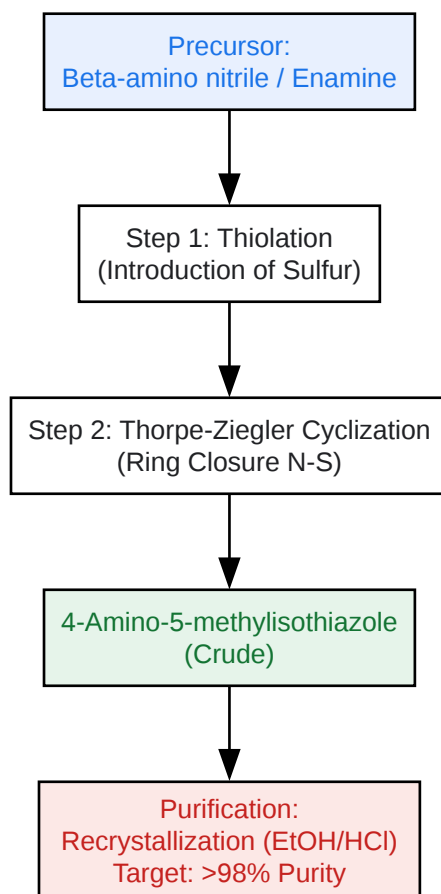 Precursor:
Beta-amino nitrile / Enamine
Step 1: Thiolation
(Introduction of Sulfur)
Step 2: Thorpe-Ziegler Cyclization
(Ring Closure N-S)
4-Amino-5-methylisothiazole
(Crude)
Purification:
Recrystallization (EtOH/HCl)
Target: >98% Purity